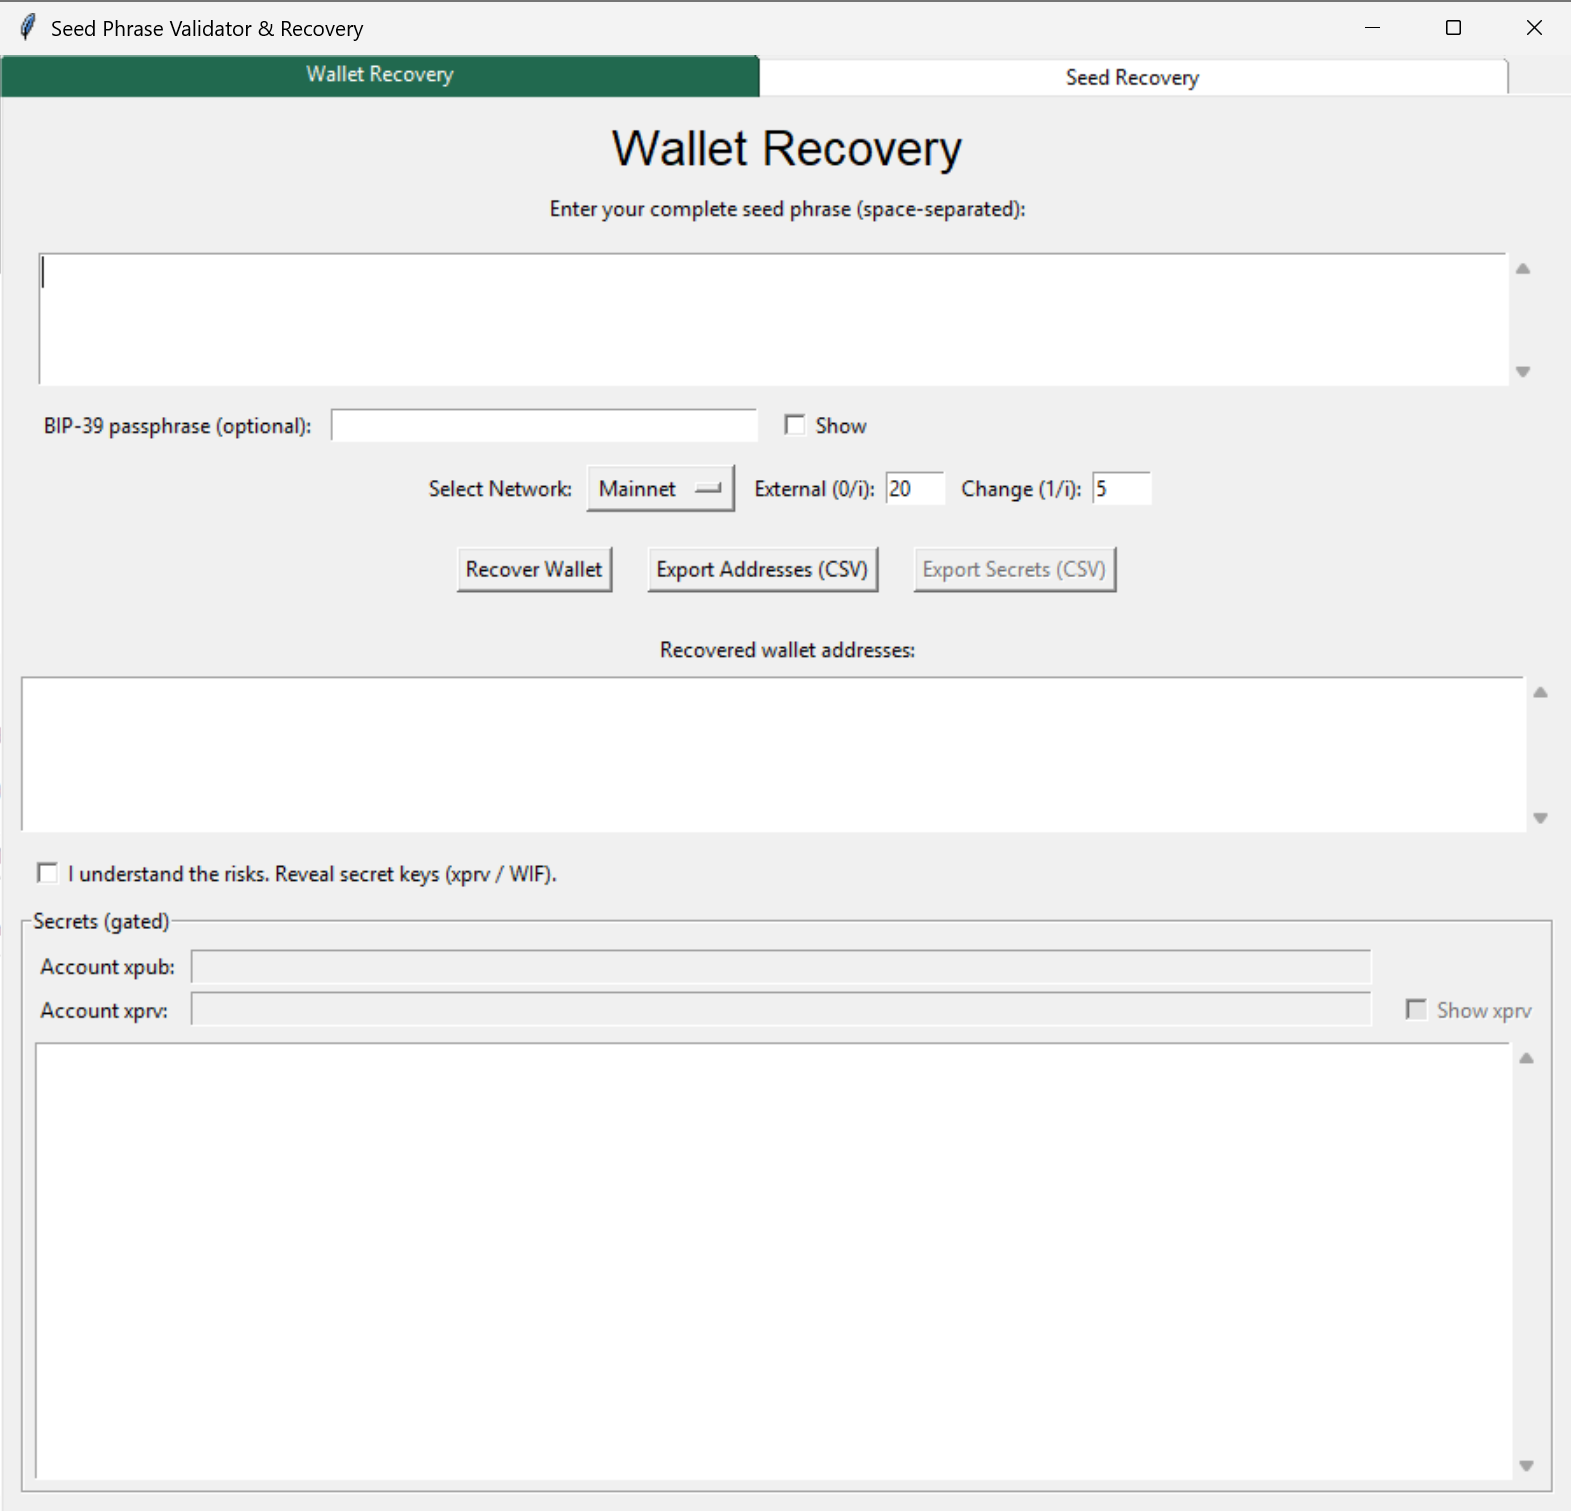 Seed Phrase Validator & Recovery
Wallet Recovery
Seed Recovery
Wallet Recovery
Enter your complete seed phrase (space-separated):
BIP-39 passphrase (optional):
Show
Select Network: Mainnet External (0/i): 20 Change (1/i): 5
Recover Wallet
Export Addresses (CSV)
Export Secrets (CSV)
Recovered wallet addresses:
I understand the risks. Reveal secret keys (xprv / WIF).
Secrets (gated)
Account xpub:
Account xprv:
Show xprv